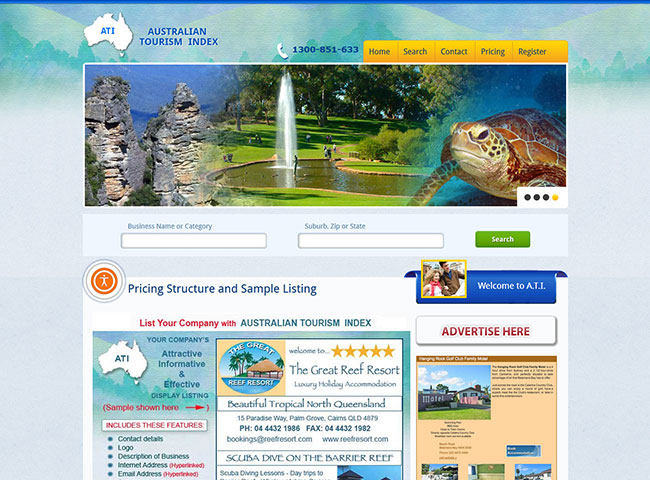 ATI
AUSTRALIAN
TOURISM INDEX
1300-851-633
Home Search Contact Pricing Register
Business Name or Category
Suburb, Zip or State
Search
Pricing Structure and Sample Listing
Welcome to A.T.I.
List Your Company with AUSTRALIAN TOURISM INDEX
ATI
YOUR COMPANY'S
Attractive
Informative
&
Effective
DISPLAY LISTING
(Sample shown here
INCLUDES THESE FEATURES:
Contact details
Logo
Description of Business
Internet Address (Hyperlinked)
Email Address (Hyperlinked)
THE GREAT
REEF RESORT
welcome to...
The Great Reef Resort
Luxury Holiday Accommodation
Beautiful Tropical North Queensland
15 Paradise Way, Palm Grove, Cairns QLD 4879
PH: 04 4432 1986 FAX: 04 4432 1982
bookings@reefresort.com www.reefresort.com
SCUBA DIVE ON THE BARRIER REEF
Scuba Diving Lessons - Day trips to
ADVERTISE HERE
Hanging Rock Golf Club Family Motel